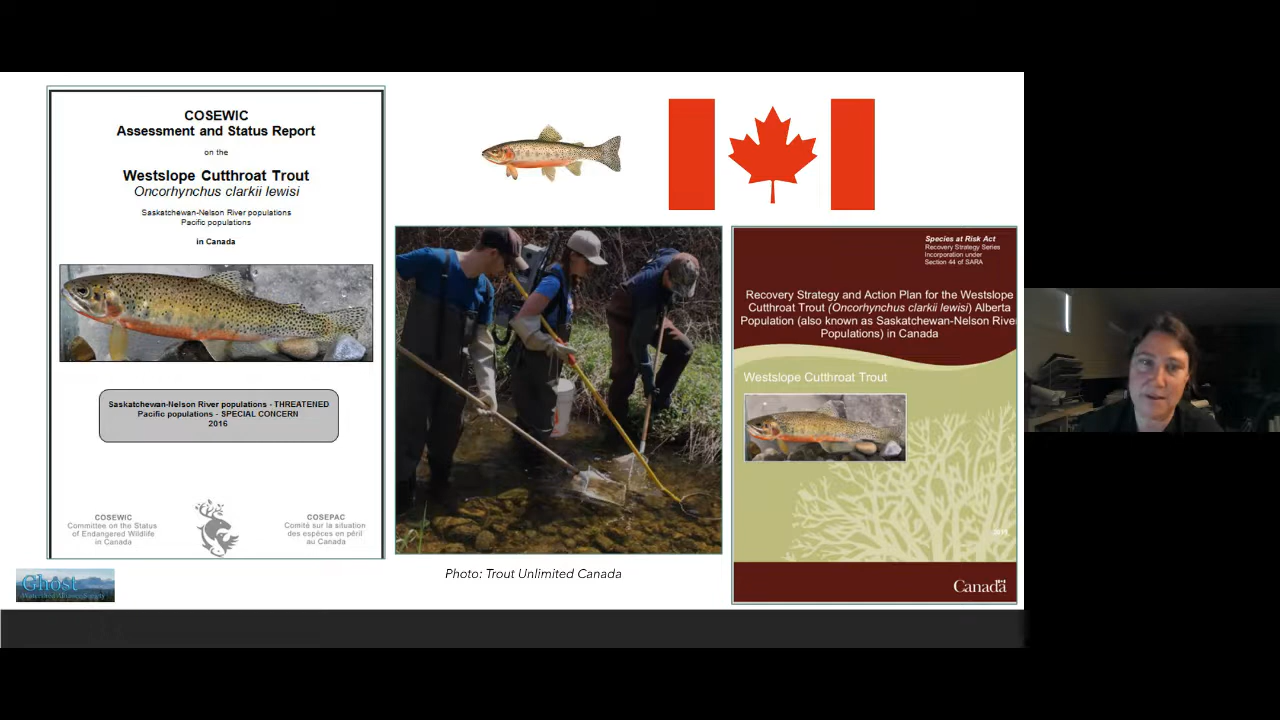 COSEWIC
Assessment and Status Report
on the
Westslope Cutthroat Trout
Oncorhynchus clarkii lewisi
Saskatchewan-Nelson River populations
Pacific populations
in Canada
Saskatchewan-Nelson River populations - THREATENED
Pacific populations - SPECIAL CONCERN
2016
COSEWIC
Committee on the Status
of Endangered Wildlife
in Canada
COSEPAC
Comité sur la situation
des espèces en péril
au Canada
Ghost
Watershed Alliance Society
Photo: Trout Unlimited Canada
Species at Risk Act
Recovery Strategy Series
Incorporation under
Section 44 of SARA
Recovery Strategy and Action Plan for the Westslope
Cutthroat Trout (Oncorhynchus clarkii lewisi) Alberta
Population (also known as Saskatchewan-Nelson River
Populations) in Canada
Westslope Cutthroat Trout
Canada